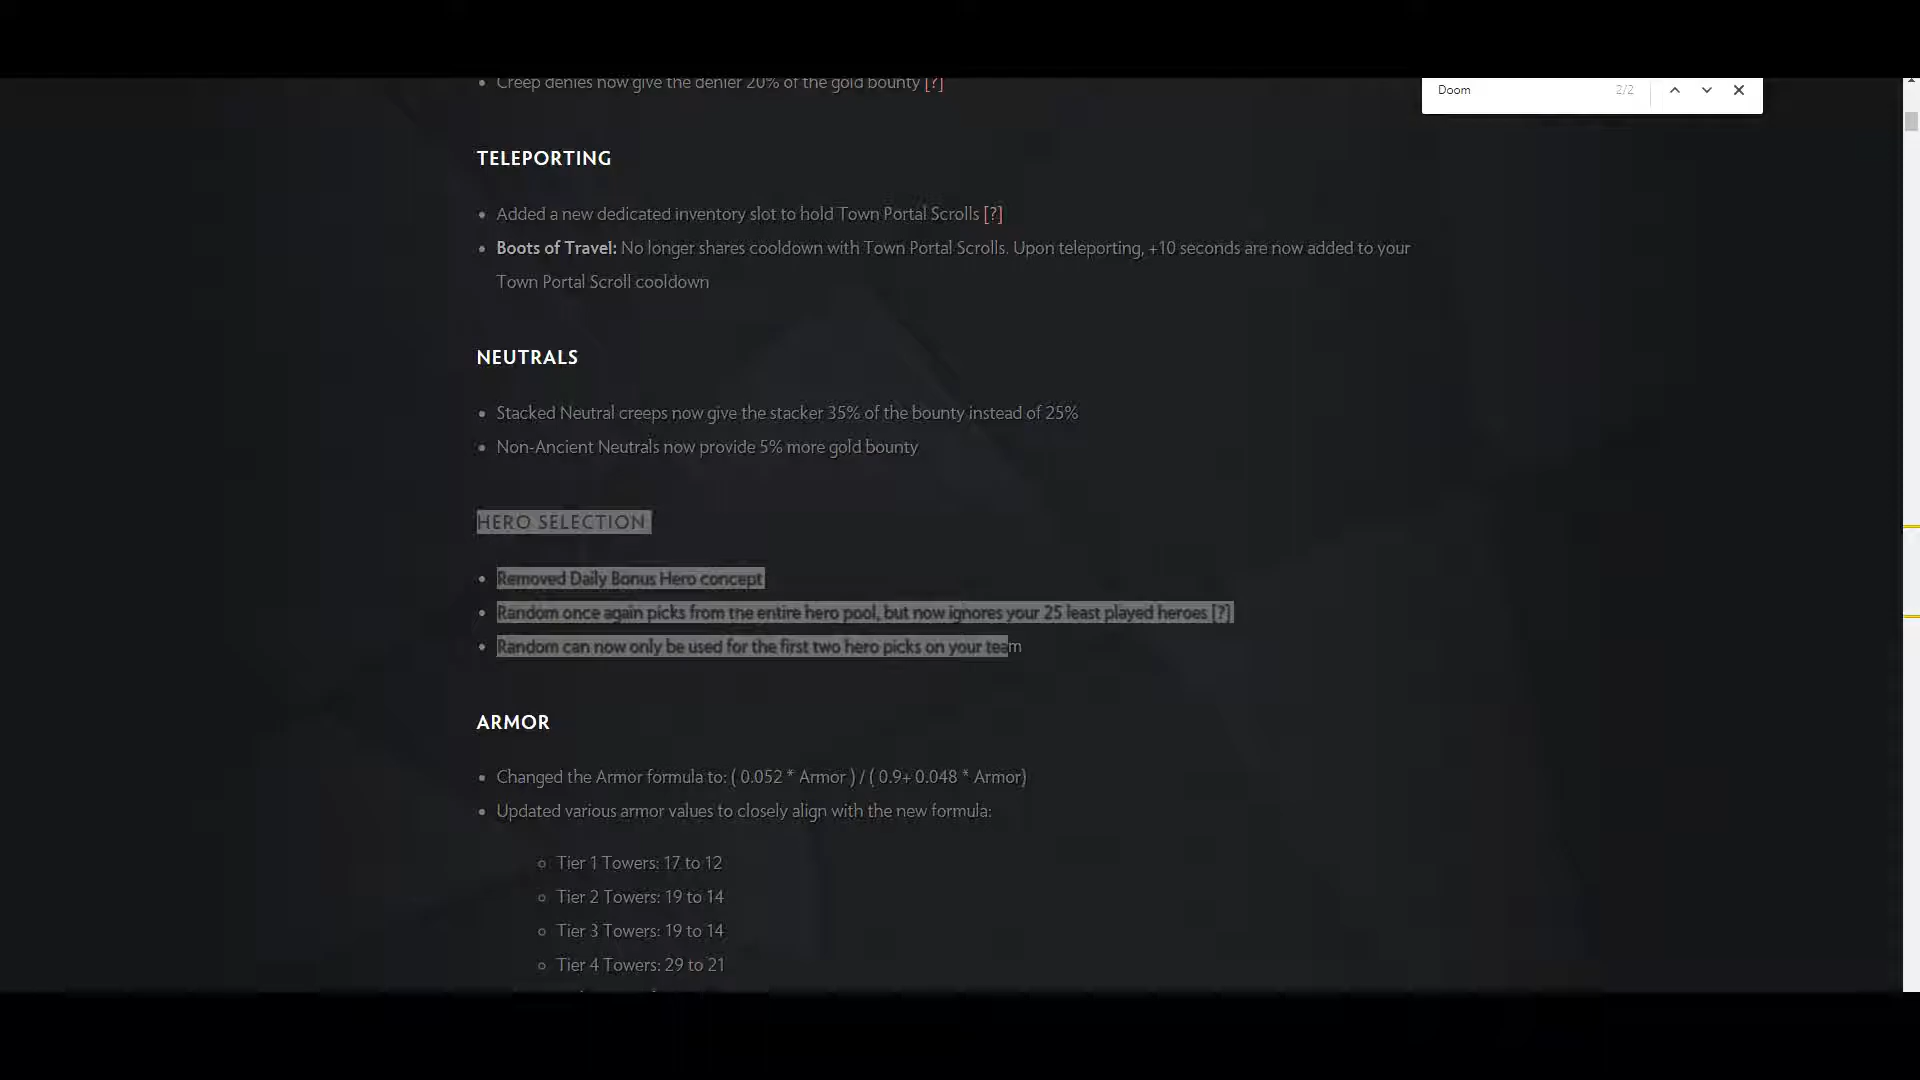 Creep denies now give the denier 20% of the gold bounty [?]
Doom
2/2
TELEPORTING
Added a new dedicated inventory slot to hold Town Portal Scrolls [?]
Boots of Travel: No longer shares cooldown with Town Portal Scrolls. Upon teleporting, +10 seconds are now added to your
Town Portal Scroll cooldown
NEUTRALS
Stacked Neutral creeps now give the stacker 35% of the bounty instead of 25%
Non-Ancient Neutrals now provide 5% more gold bounty
HERO SELECTION
Removed Daily Bonus Hero concept
Random once again picks from the entire hero pool, but now ignores your 25 least played heroes [?]
Random can now only be used for the first two hero picks on your team
ARMOR
Changed the Armor formula to: ( 0.052 * Armor ) / ( 0.9+ 0.048 * Armor)
Updated various armor values to closely align with the new formula:
Tier 1 Towers: 17 to 12
Tier 2 Towers: 19 to 14
Tier 3 Towers: 19 to 14
Tier 4 Towers: 29 to 21